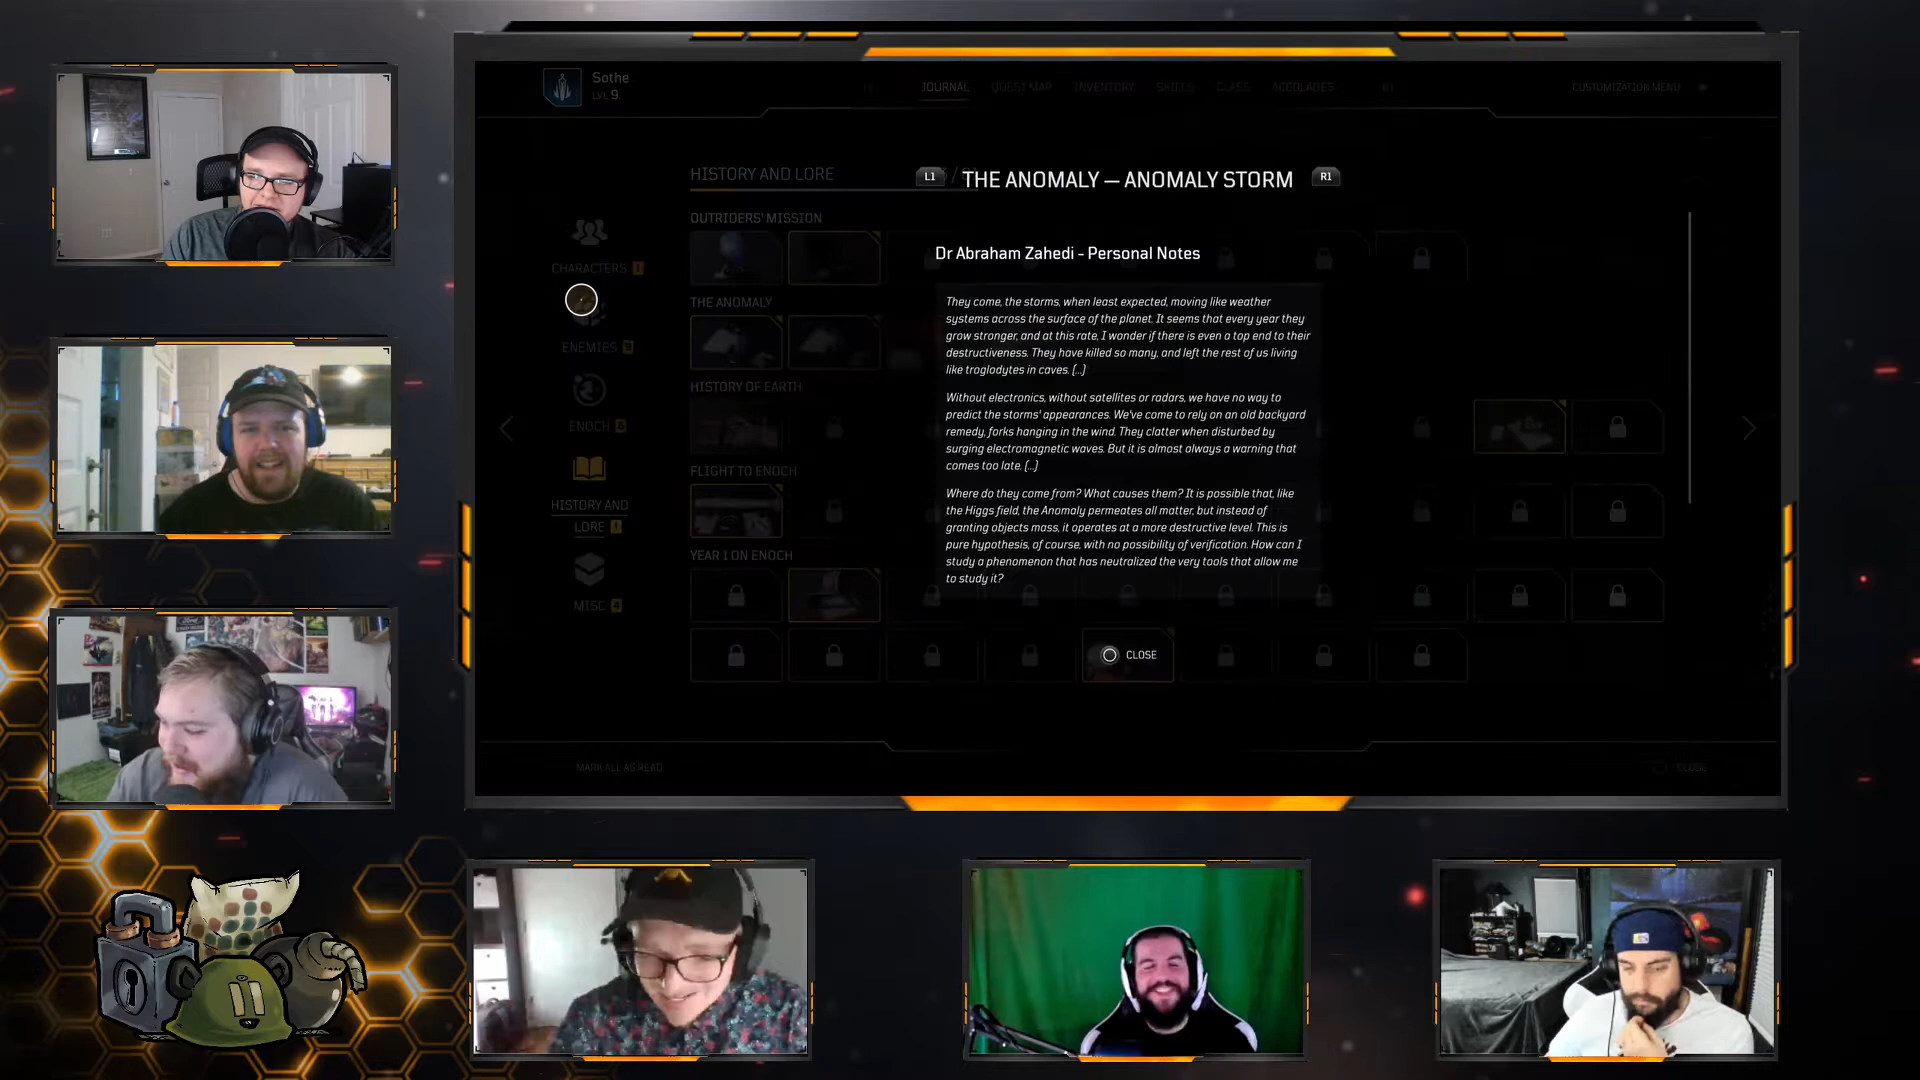 Sothe
LVL 9
JOURNAL
QUEST MAP
INVENTORY
SKILLS
CLASS
ACCOLADES
R1
CUSTOMIZATION MENU
HISTORY AND LORE
L1
THE ANOMALY — ANOMALY STORM
R1
OUTRIDERS' MISSION
CHARACTERS 1
THE ANOMALY
ENEMIES 3
HISTORY OF EARTH
ENOCH 6
FLIGHT TO ENOCH
HISTORY AND
LORE !
YEAR 1 ON ENOCH
MISC 4
Dr Abraham Zahedi - Personal Notes
They come, the storms, when least expected, moving like weather
systems across the surface of the planet. It seems that every year they
grow stronger, and at this rate, I wonder if there is even a top end to their
destructiveness. They have killed so many, and left the rest of us living
like troglodytes in caves. [...]
Without electronics, without satellites or radars, we have no way to
predict the storms' appearances. We've come to rely on an old backyard
remedy, forks hanging in the wind. They clatter when disturbed by
surging electromagnetic waves. But it is almost always a warning that
comes too late. [...]
Where do they come from? What causes them? It is possible that, like
the Higgs field, the Anomaly permeates all matter, but instead of
granting objects mass, it operates at a more destructive level. This is
pure hypothesis, of course, with no possibility of verification. How can I
study a phenomenon that has neutralized the very tools that allow me
to study it?
CLOSE
MARK ALL AS READ
CLOSE